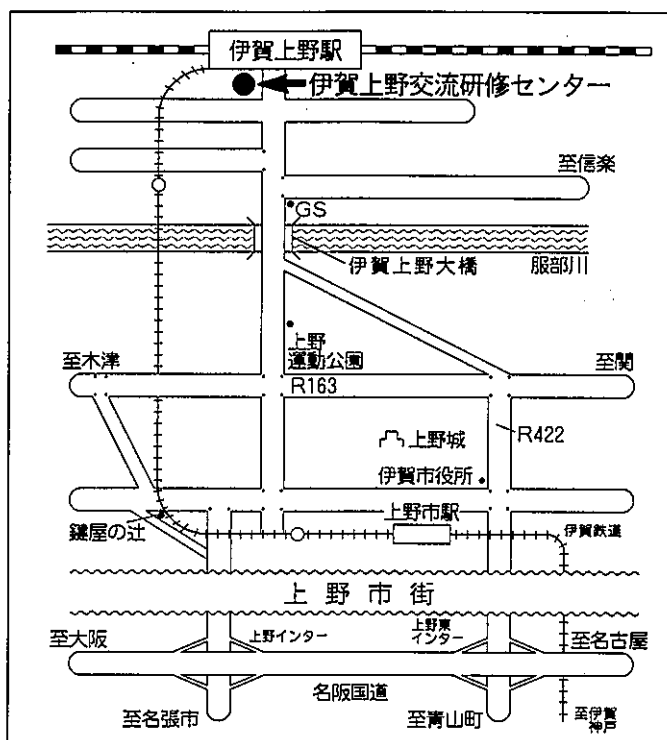 伊賀上野駅
伊賀上野交流研修センター
至信楽
GS
伊賀上野大橋
服部川
上野
運動公園
至木津
至関
R163
R422
上野城
伊賀市役所
上野市駅
鍵屋の辻
伊賀鉄道
上野市街
至大阪
上野インター
上野東
インター
至名古屋
名阪国道
至名張市
至青山町
至伊賀
神戸